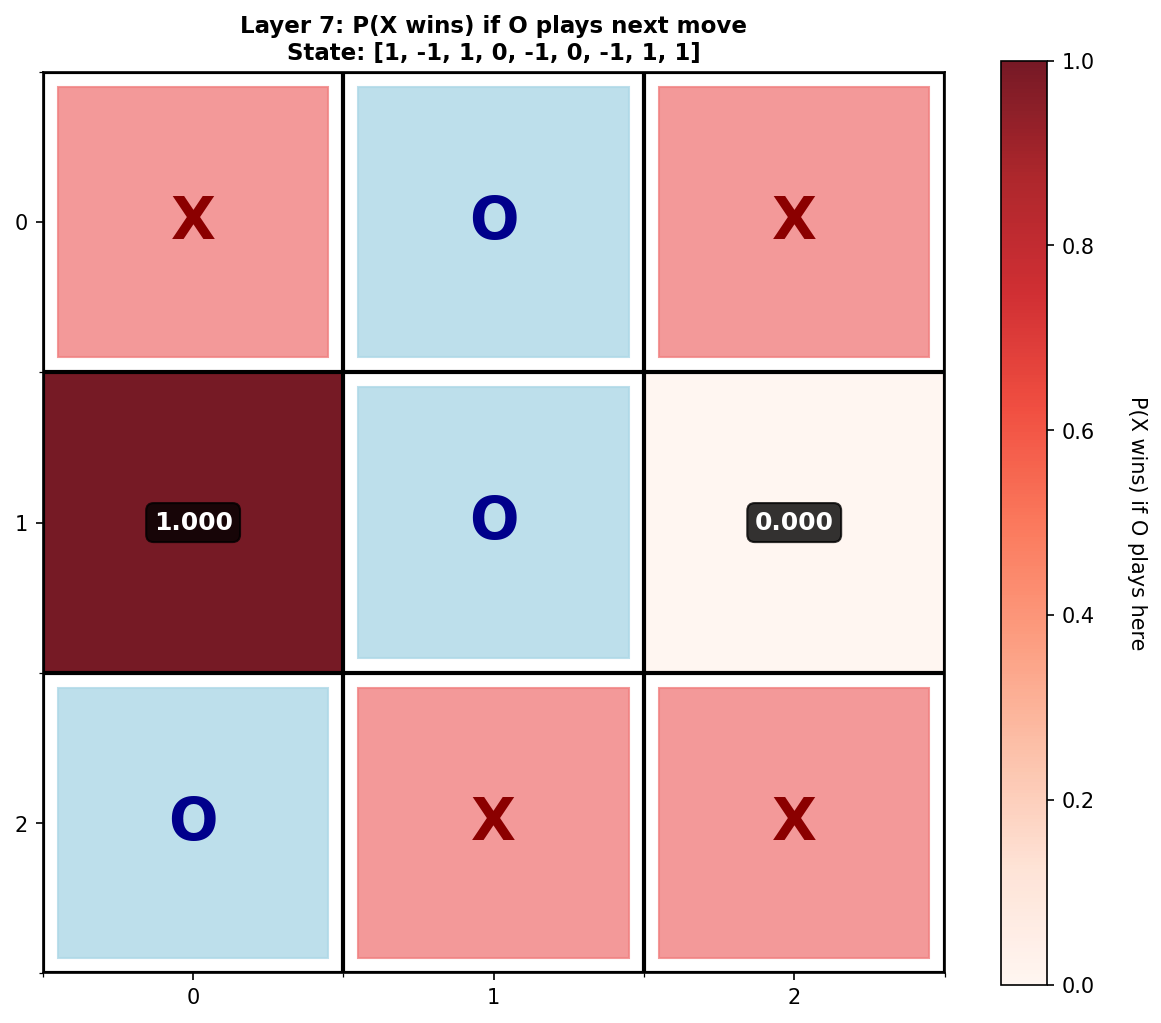 Layer 7: P(X wins) if O plays next move
State: [1, -1, 1, 0, -1, 0, -1, 1, 1]
0
X
O
X
1
1.000
O
0.000
2
O
X
X
0
1
2
1.0
0.8
0.6
0.4
0.2
0.0
P(X wins) if O plays here